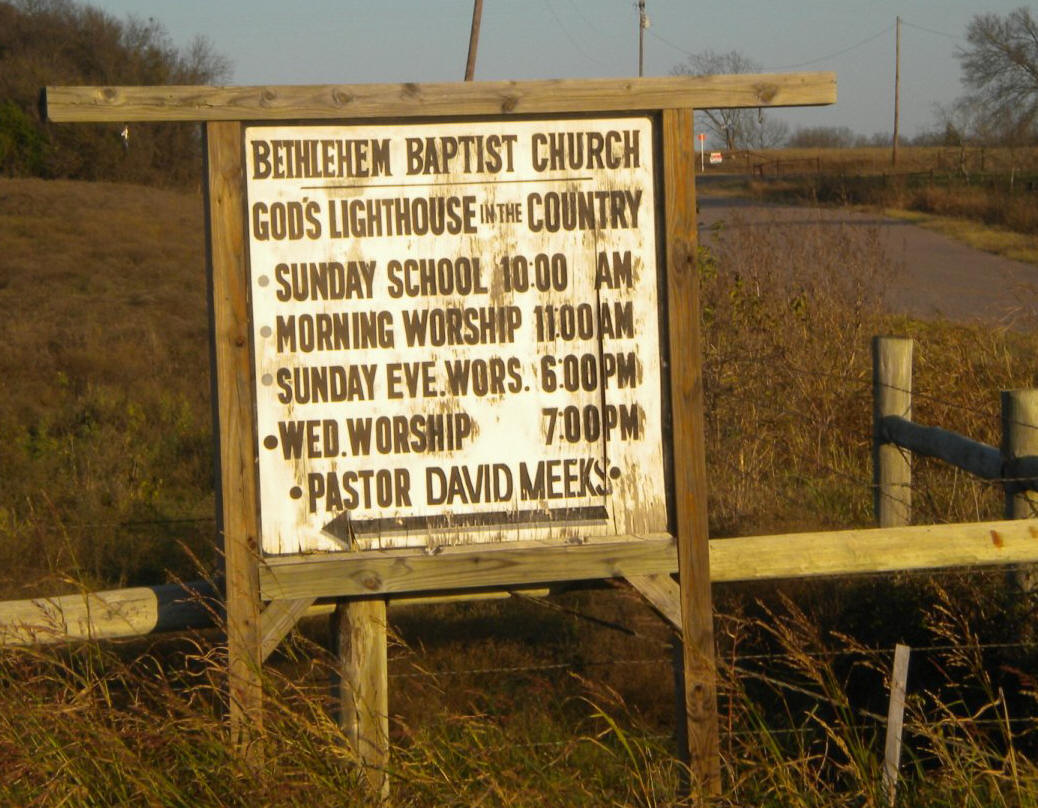 BETHLEHEM BAPTIST CHURCH
GOD'S LIGHTHOUSE IN THE COUNTRY
• SUNDAY SCHOOL 10:00 AM
• MORNING WORSHIP 11:00 AM
• SUNDAY EVE. WORS. 6:00 PM
• WED. WORSHIP 7:00 PM
• PASTOR DAVID MEEKS •